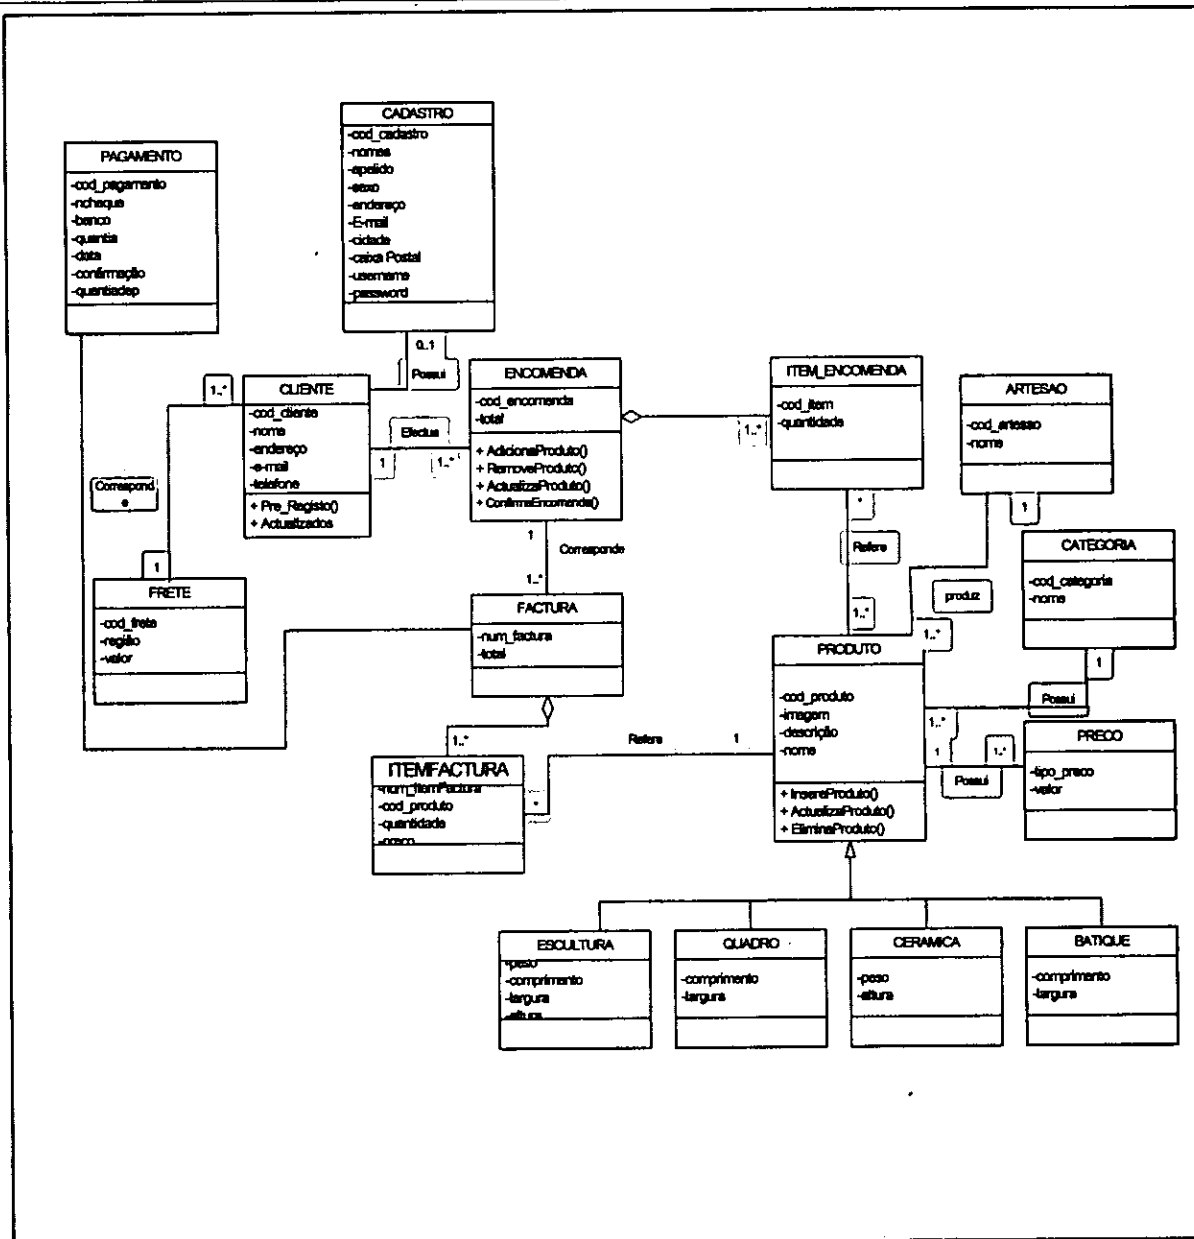 CADASTRO
-cod_cadastro
-nomes
-apelido
-sexo
-endereço
-E-mail
-cidade
-caixa Postal
-username
-password
PAGAMENTO
-cod_pagamento
-ncheque
-banco
-quantia
-data
-confirmação
-quantiadep
0..1
Possui
1..*
CLIENTE
-cod_cliente
-nome
-endereço
-e-mail
-telefone
+ Pre_Registo()
+ Actualizados
Efectua
1
1..*
ENCOMENDA
-cod_encomenda
-total
+ AdicionaProduto()
+ RemoveProduto()
+ ActualizaProduto()
+ ConfirmaEncomenda()
1..*
ITEM_ENCOMENDA
-cod_item
-quantidade
ARTESAO
-cod_artesao
-nome
1
Correspond
e
1
FRETE
-cod_frete
-região
-valor
1
Corresponde
1..*
FACTURA
-num_factura
-total
*
Refere
1..*
produz
1..*
CATEGORIA
-cod_categoria
-nome
1
Possui
1..*
PRODUTO
-cod_produto
-imagem
-descrição
-nome
+ InsereProduto()
+ ActualizaProduto()
+ EliminaProduto()
1
1..*
Possui
PRECO
-tipo_preco
-valor
1..*
Refere
1
ITEMFACTURA
-num_itemFactura
-cod_produto
-quantidade
-preço
*
ESCULTURA
-peso
-comprimento
-largura
-altura
QUADRO
-comprimento
-largura
CERAMICA
-peso
-altura
BATIQUE
-comprimento
-largura